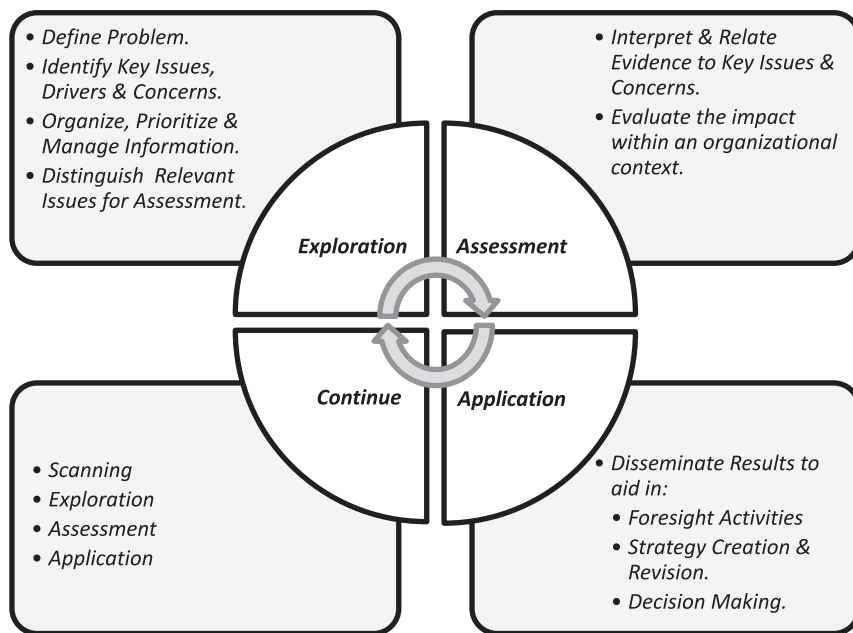 • Define Problem.
• Identify Key Issues,
Drivers & Concerns.
• Organize, Prioritize &
Manage Information.
• Distinguish Relevant
Issues for Assessment.
• Interpret & Relate
Evidence to Key Issues &
Concerns.
• Evaluate the impact
within an organizational
context.
Exploration
Assessment
Continue
Application
• Scanning
• Exploration
• Assessment
• Application
• Disseminate Results to
aid in:
• Foresight Activities
• Strategy Creation &
Revision.
• Decision Making.